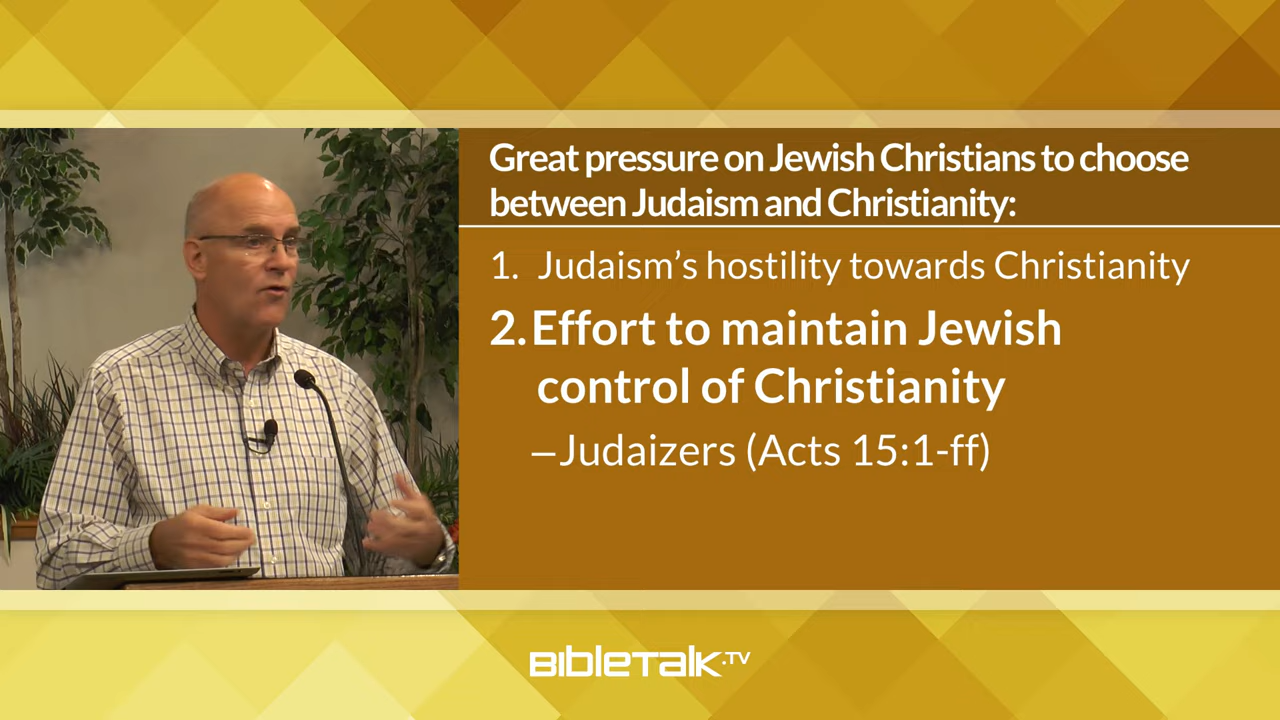 Great pressure on Jewish Christians to choose
between Judaism and Christianity:
1. Judaism's hostility towards Christianity
2. Effort to maintain Jewish
control of Christianity
–Judaizers (Acts 15:1-ff)
BIBLETALK.TV